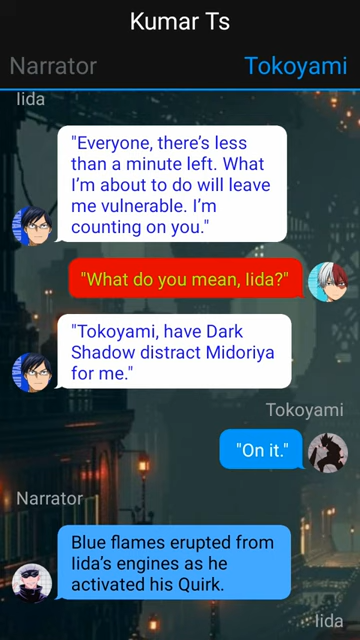 Kumar Ts
Narrator
Tokoyami
Iida
"Everyone, there’s less
than a minute left. What
I’m about to do will leave
me vulnerable. I’m
counting on you."
"What do you mean, Iida?"
"Tokoyami, have Dark
Shadow distract Midoriya
for me."
Tokoyami
"On it."
Narrator
Blue flames erupted from
Iida’s engines as he
activated his Quirk.
Iida